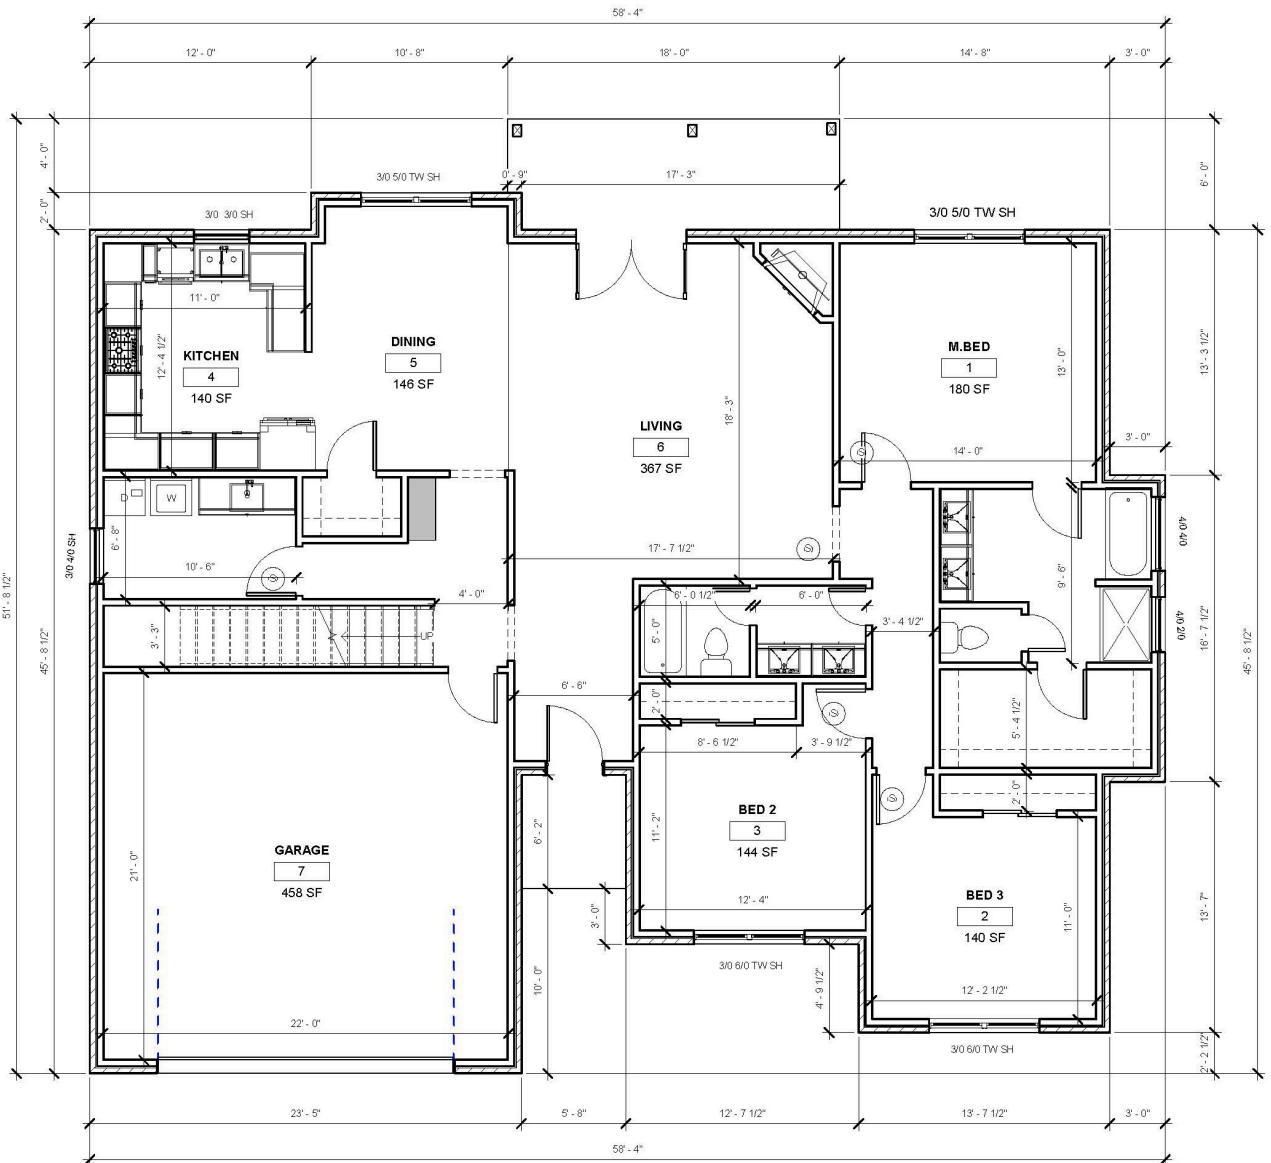 58' - 4"
12' - 0"
10' - 8"
18' - 0"
14' - 8"
3' - 0"
4' - 0"
2' - 0"
3/0 5/0 TW SH
0' - 9"
17' - 3"
6' - 0"
3/0 3/0 SH
3/0 5/0 TW SH
11' - 0"
12' - 4 1/2"
KITCHEN
4
140 SF
DINING
5
146 SF
LIVING
6
367 SF
18' - 3"
M.BED
1
180 SF
13' - 0"
14' - 0"
13' - 3 1/2"
3' - 0"
D
W
6' - 8"
10' - 6"
3/0 4/0 SH
51' - 8 1/2"
45' - 8 1/2"
4' - 0"
17' - 7 1/2"
S
S
S
9' - 6"
4/0 4/0
4/0 2/0
16' - 7 1/2"
45' - 8 1/2"
3' - 3"
UP
6' - 0 1/2"
6' - 0"
5' - 0"
3' - 4 1/2"
6' - 6"
2' - 0"
8' - 6 1/2"
3' - 9 1/2"
S
5' - 4 1/2"
2' - 0"
S
GARAGE
7
458 SF
21' - 0"
22' - 0"
6' - 2"
3' - 0"
10' - 0"
BED 2
3
144 SF
11' - 2"
12' - 4"
3/0 6/0 TW SH
4' - 9 1/2"
BED 3
2
140 SF
11' - 0"
12' - 2 1/2"
3/0 6/0 TW SH
13' - 7"
2' - 2 1/2"
23' - 5"
5' - 8"
12' - 7 1/2"
13' - 7 1/2"
3' - 0"
58' - 4"